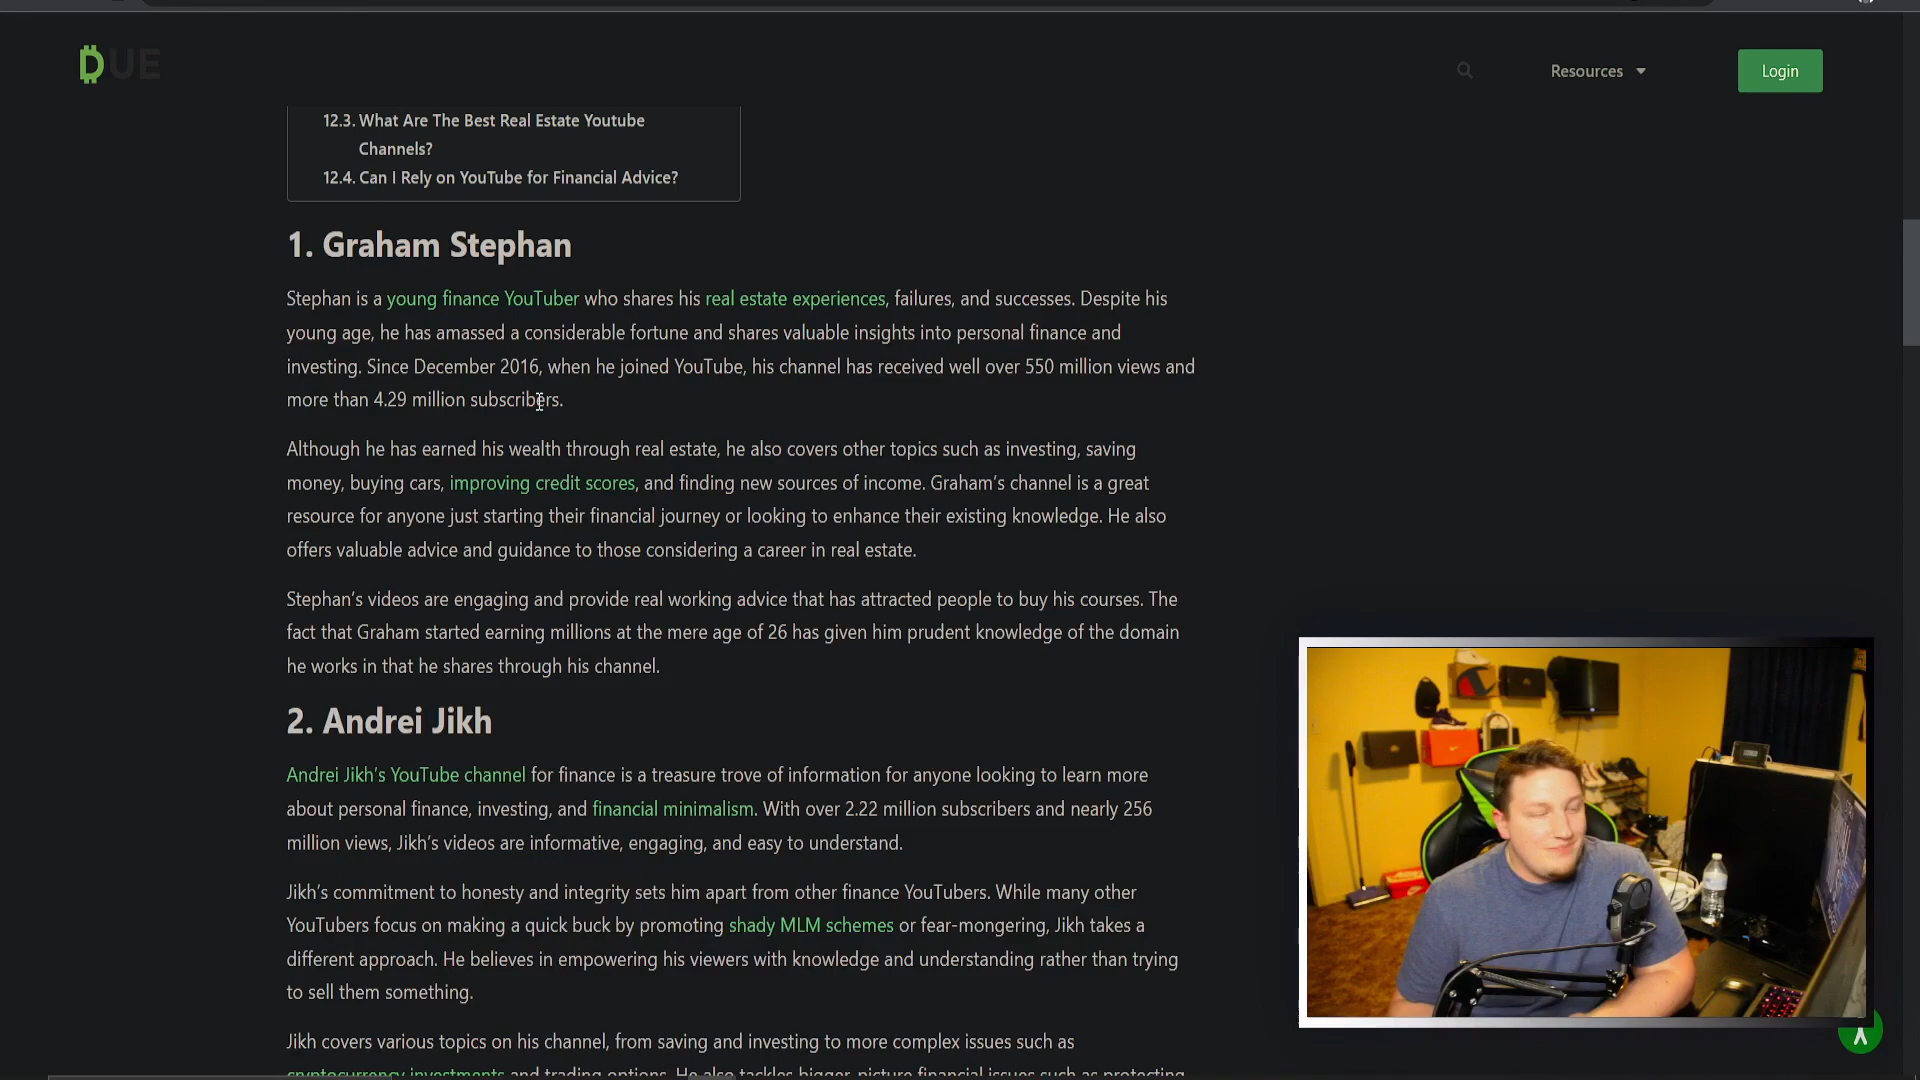 DUE
Resources
Login
12.3. What Are The Best Real Estate Youtube
Channels?
12.4. Can I Rely on YouTube for Financial Advice?
1. Graham Stephan
Stephan is a young finance YouTuber who shares his real estate experiences, failures, and successes. Despite his
young age, he has amassed a considerable fortune and shares valuable insights into personal finance and
investing. Since December 2016, when he joined YouTube, his channel has received well over 550 million views and
more than 4.29 million subscribers.
Although he has earned his wealth through real estate, he also covers other topics such as investing, saving
money, buying cars, improving credit scores, and finding new sources of income. Graham’s channel is a great
resource for anyone just starting their financial journey or looking to enhance their existing knowledge. He also
offers valuable advice and guidance to those considering a career in real estate.
Stephan’s videos are engaging and provide real working advice that has attracted people to buy his courses. The
fact that Graham started earning millions at the mere age of 26 has given him prudent knowledge of the domain
he works in that he shares through his channel.
2. Andrei Jikh
Andrei Jikh’s YouTube channel for finance is a treasure trove of information for anyone looking to learn more
about personal finance, investing, and financial minimalism. With over 2.22 million subscribers and nearly 256
million views, Jikh’s videos are informative, engaging, and easy to understand.
Jikh’s commitment to honesty and integrity sets him apart from other finance YouTubers. While many other
YouTubers focus on making a quick buck by promoting shady MLM schemes or fear-mongering, Jikh takes a
different approach. He believes in empowering his viewers with knowledge and understanding rather than trying
to sell them something.
Jikh covers various topics on his channel, from saving and investing to more complex issues such as
cryptocurrency investments and trading options. He also tackles bigger-picture financial issues such as protecting